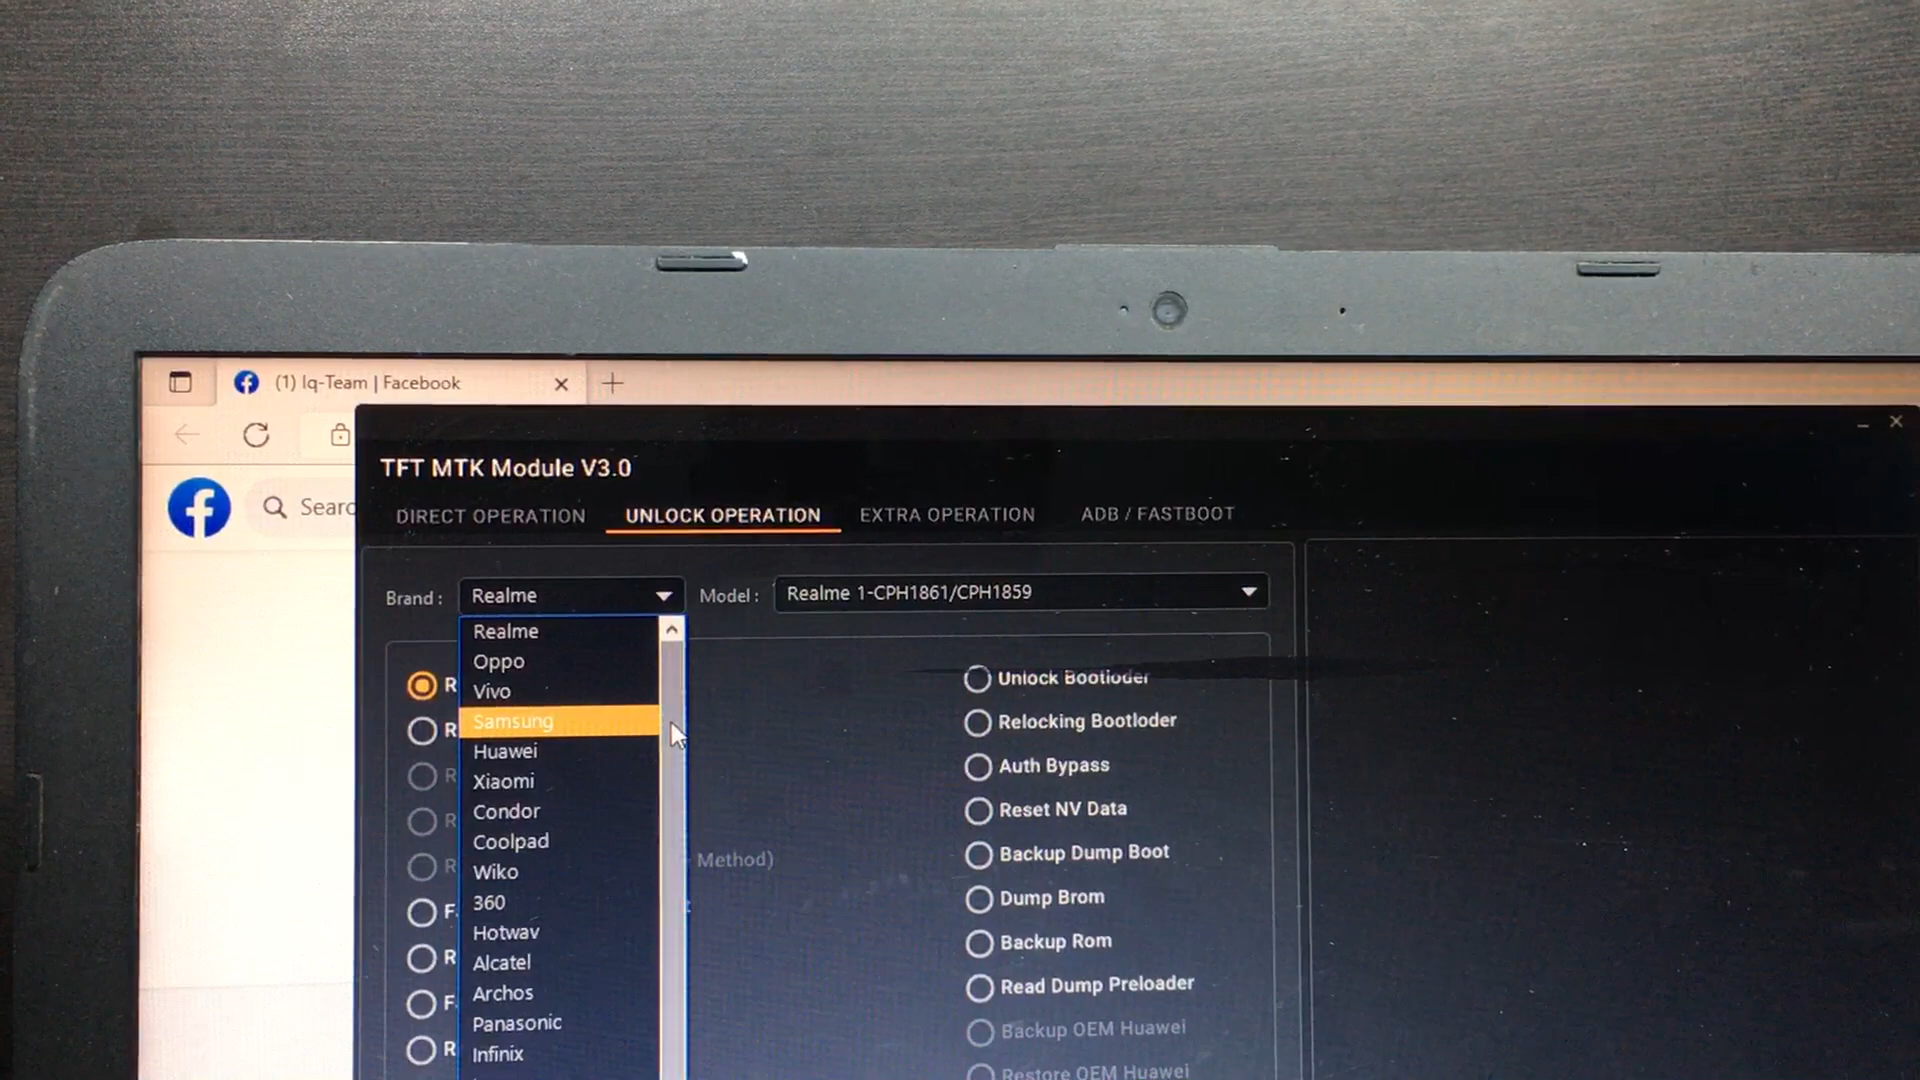 (1) Iq-Team | Facebook
Searc
TFT MTK Module V3.0
DIRECT OPERATION
UNLOCK OPERATION
EXTRA OPERATION
ADB / FASTBOOT
Brand :
Realme
Model :
Realme 1-CPH1861/CPH1859
Realme
Oppo
Vivo
Samsung
Huawei
Xiaomi
Condor
Coolpad
Wiko
360
Hotwav
Alcatel
Archos
Panasonic
Infinix
R
R
R
R
R
F
R
F
R
Method)
Unlock Bootloder
Relocking Bootloder
Auth Bypass
Reset NV Data
Backup Dump Boot
Dump Brom
Backup Rom
Read Dump Preloader
Backup OEM Huawei
Restore OEM Huawei